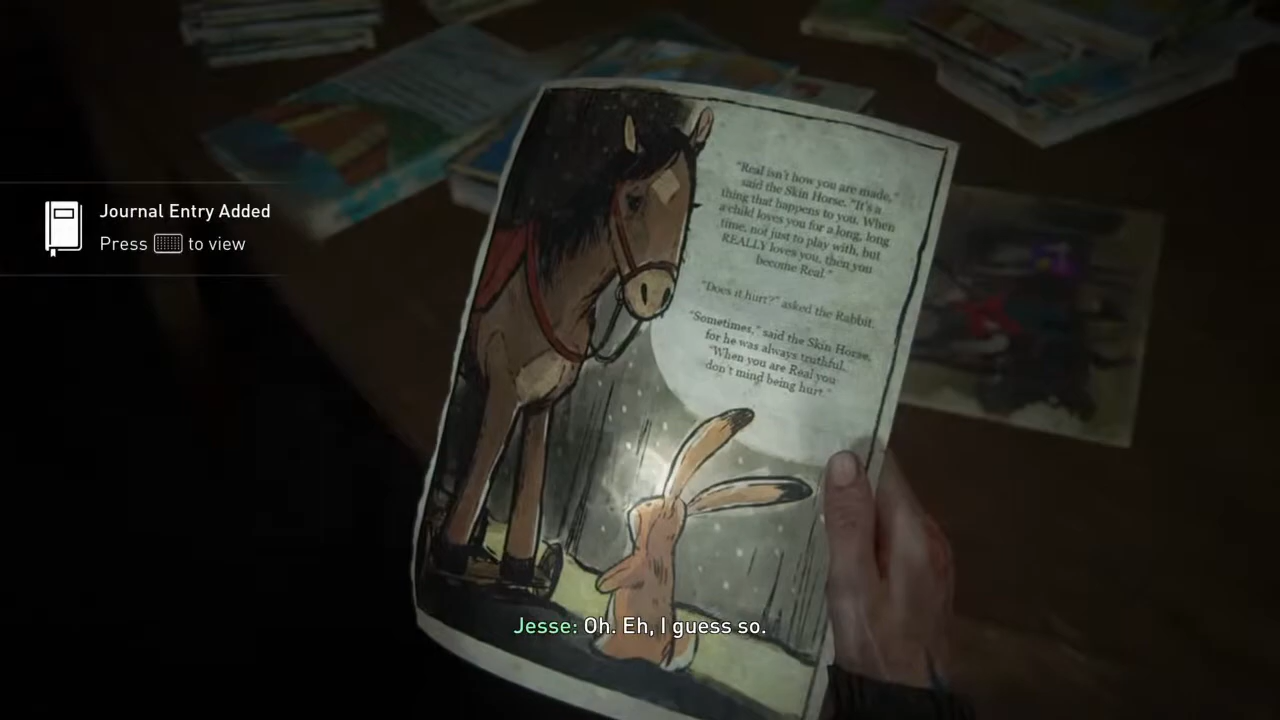 Journal Entry Added
Press to view
"Real isn't how you are made,"
said the Skin Horse. "It's a
thing that happens to you. When
a child loves you for a long, long
time, not just to play with, but
REALLY loves you, then you
become Real."
"Does it hurt?" asked the Rabbit.
"Sometimes," said the Skin Horse,
for he was always truthful.
"When you are Real you
don't mind being hurt."
Jesse: Oh. Eh, I guess so.